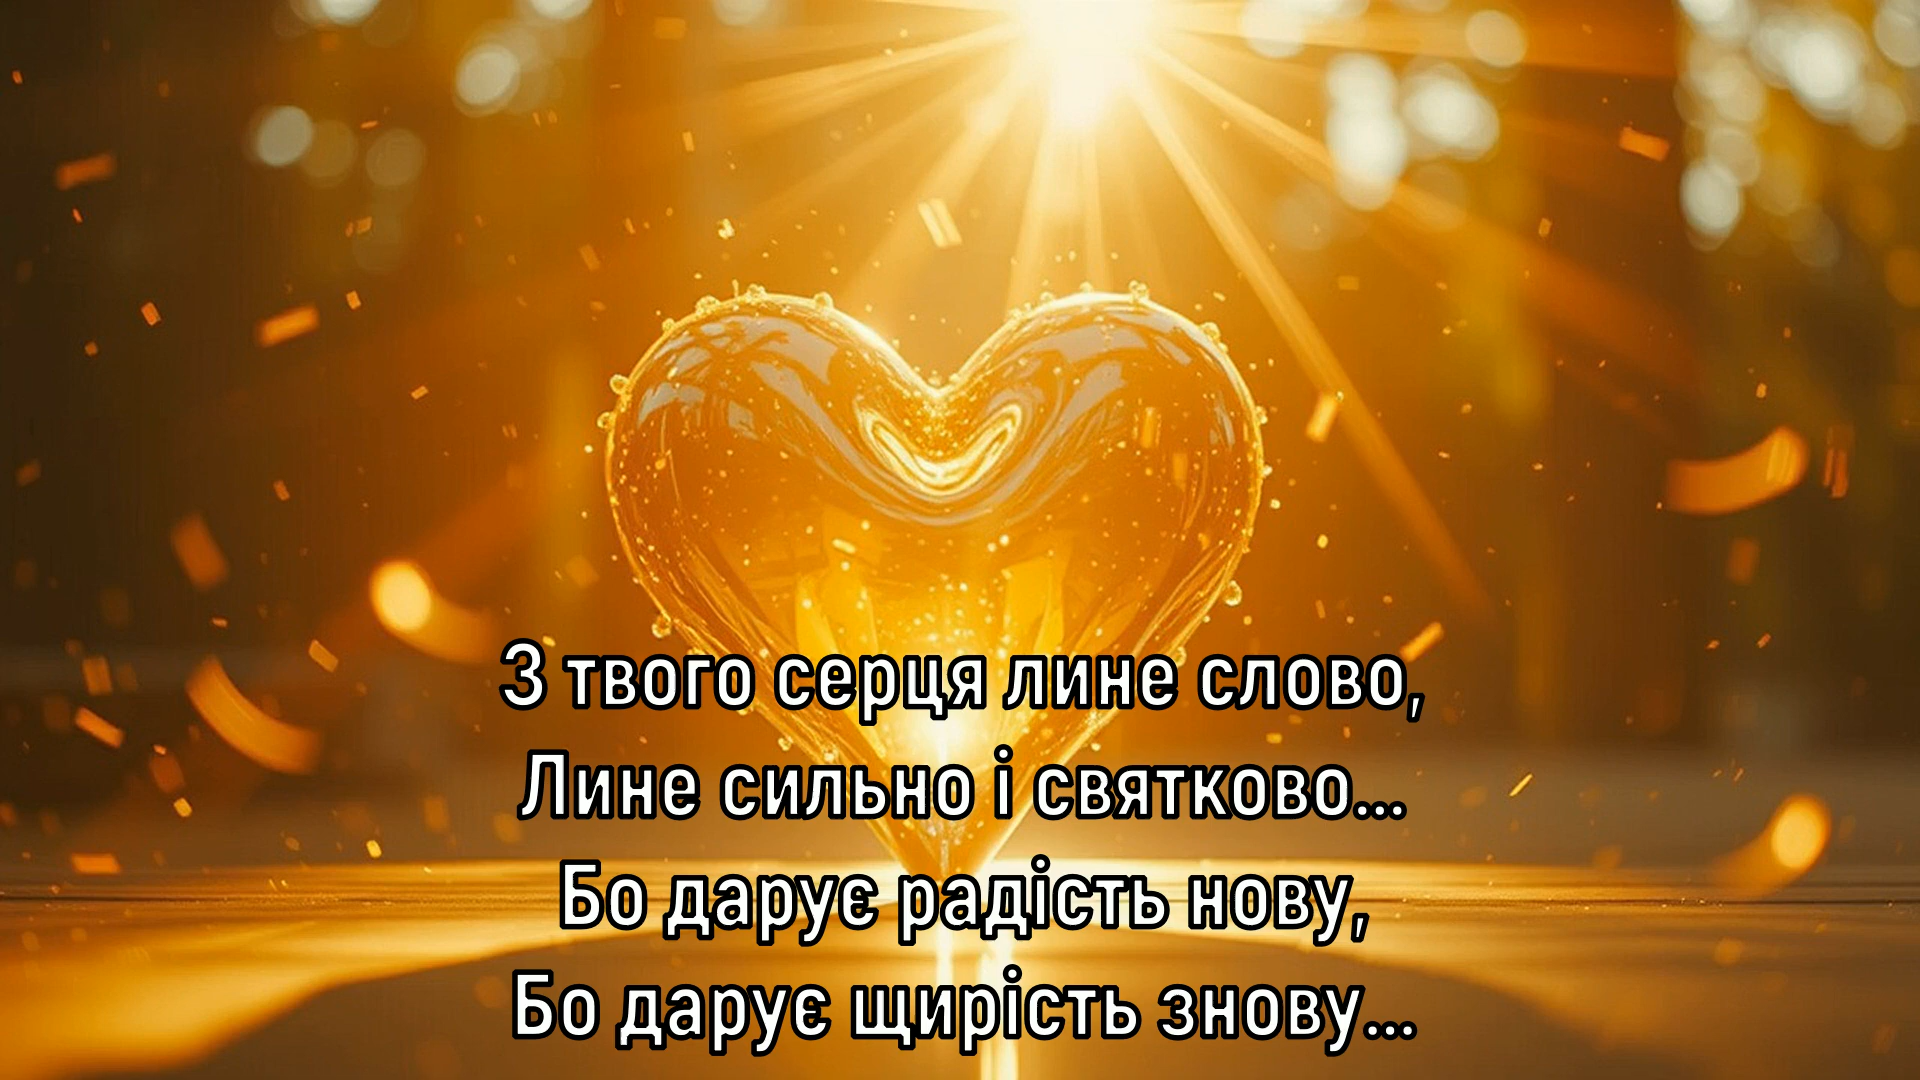 З твого серця лине слово,
Лине сильно і святково...
Бо дарує радість нову,
Бо дарує щирість знову...